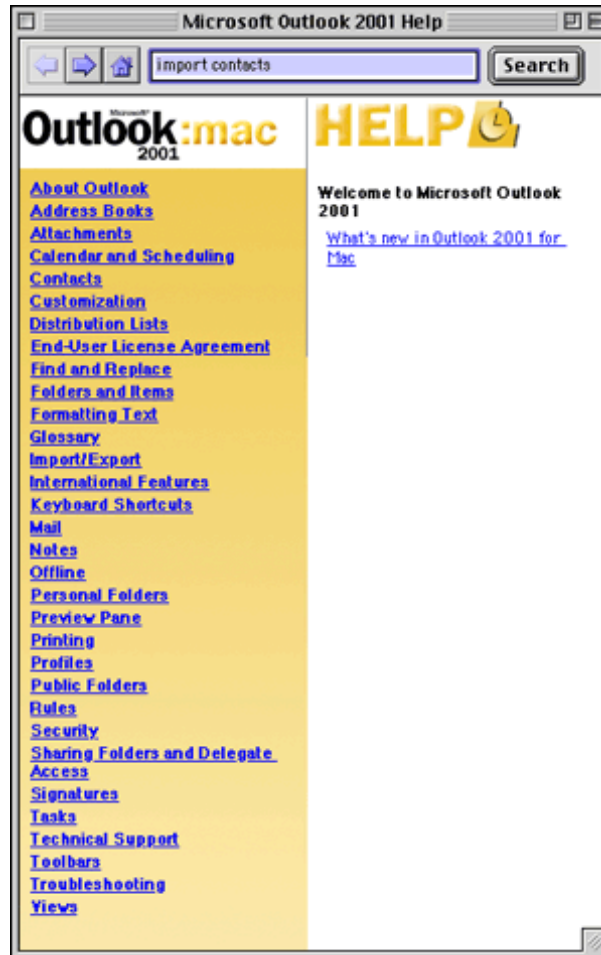 Microsoft Outlook 2001 Help
import contacts
Search
Microsoft
Outlook:mac
2001
About Outlook
Address Books
Attachments
Calendar and Scheduling
Contacts
Customization
Distribution Lists
End-User License Agreement
Find and Replace
Folders and Items
Formatting Text
Glossary
Import/Export
International Features
Keyboard Shortcuts
Mail
Notes
Offline
Personal Folders
Preview Pane
Printing
Profiles
Public Folders
Rules
Security
Sharing Folders and Delegate
Access
Signatures
Tasks
Technical Support
Toolbars
Troubleshooting
Views
HELP
Welcome to Microsoft Outlook
2001
What's new in Outlook 2001 for
Mac